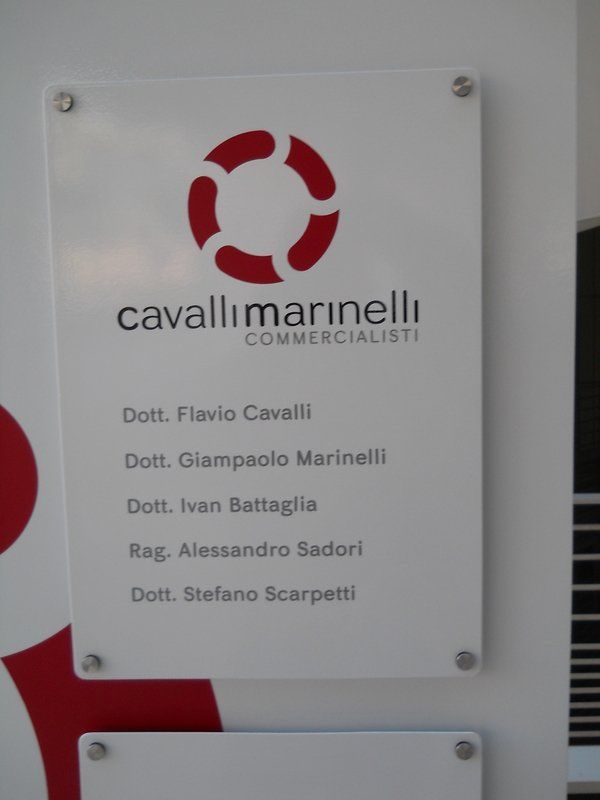 cavallimarinelli
COMMERCIALISTI
Dott. Flavio Cavalli
Dott. Giampaolo Marinelli
Dott. Ivan Battaglia
Rag. Alessandro Sadori
Dott. Stefano Scarpetti